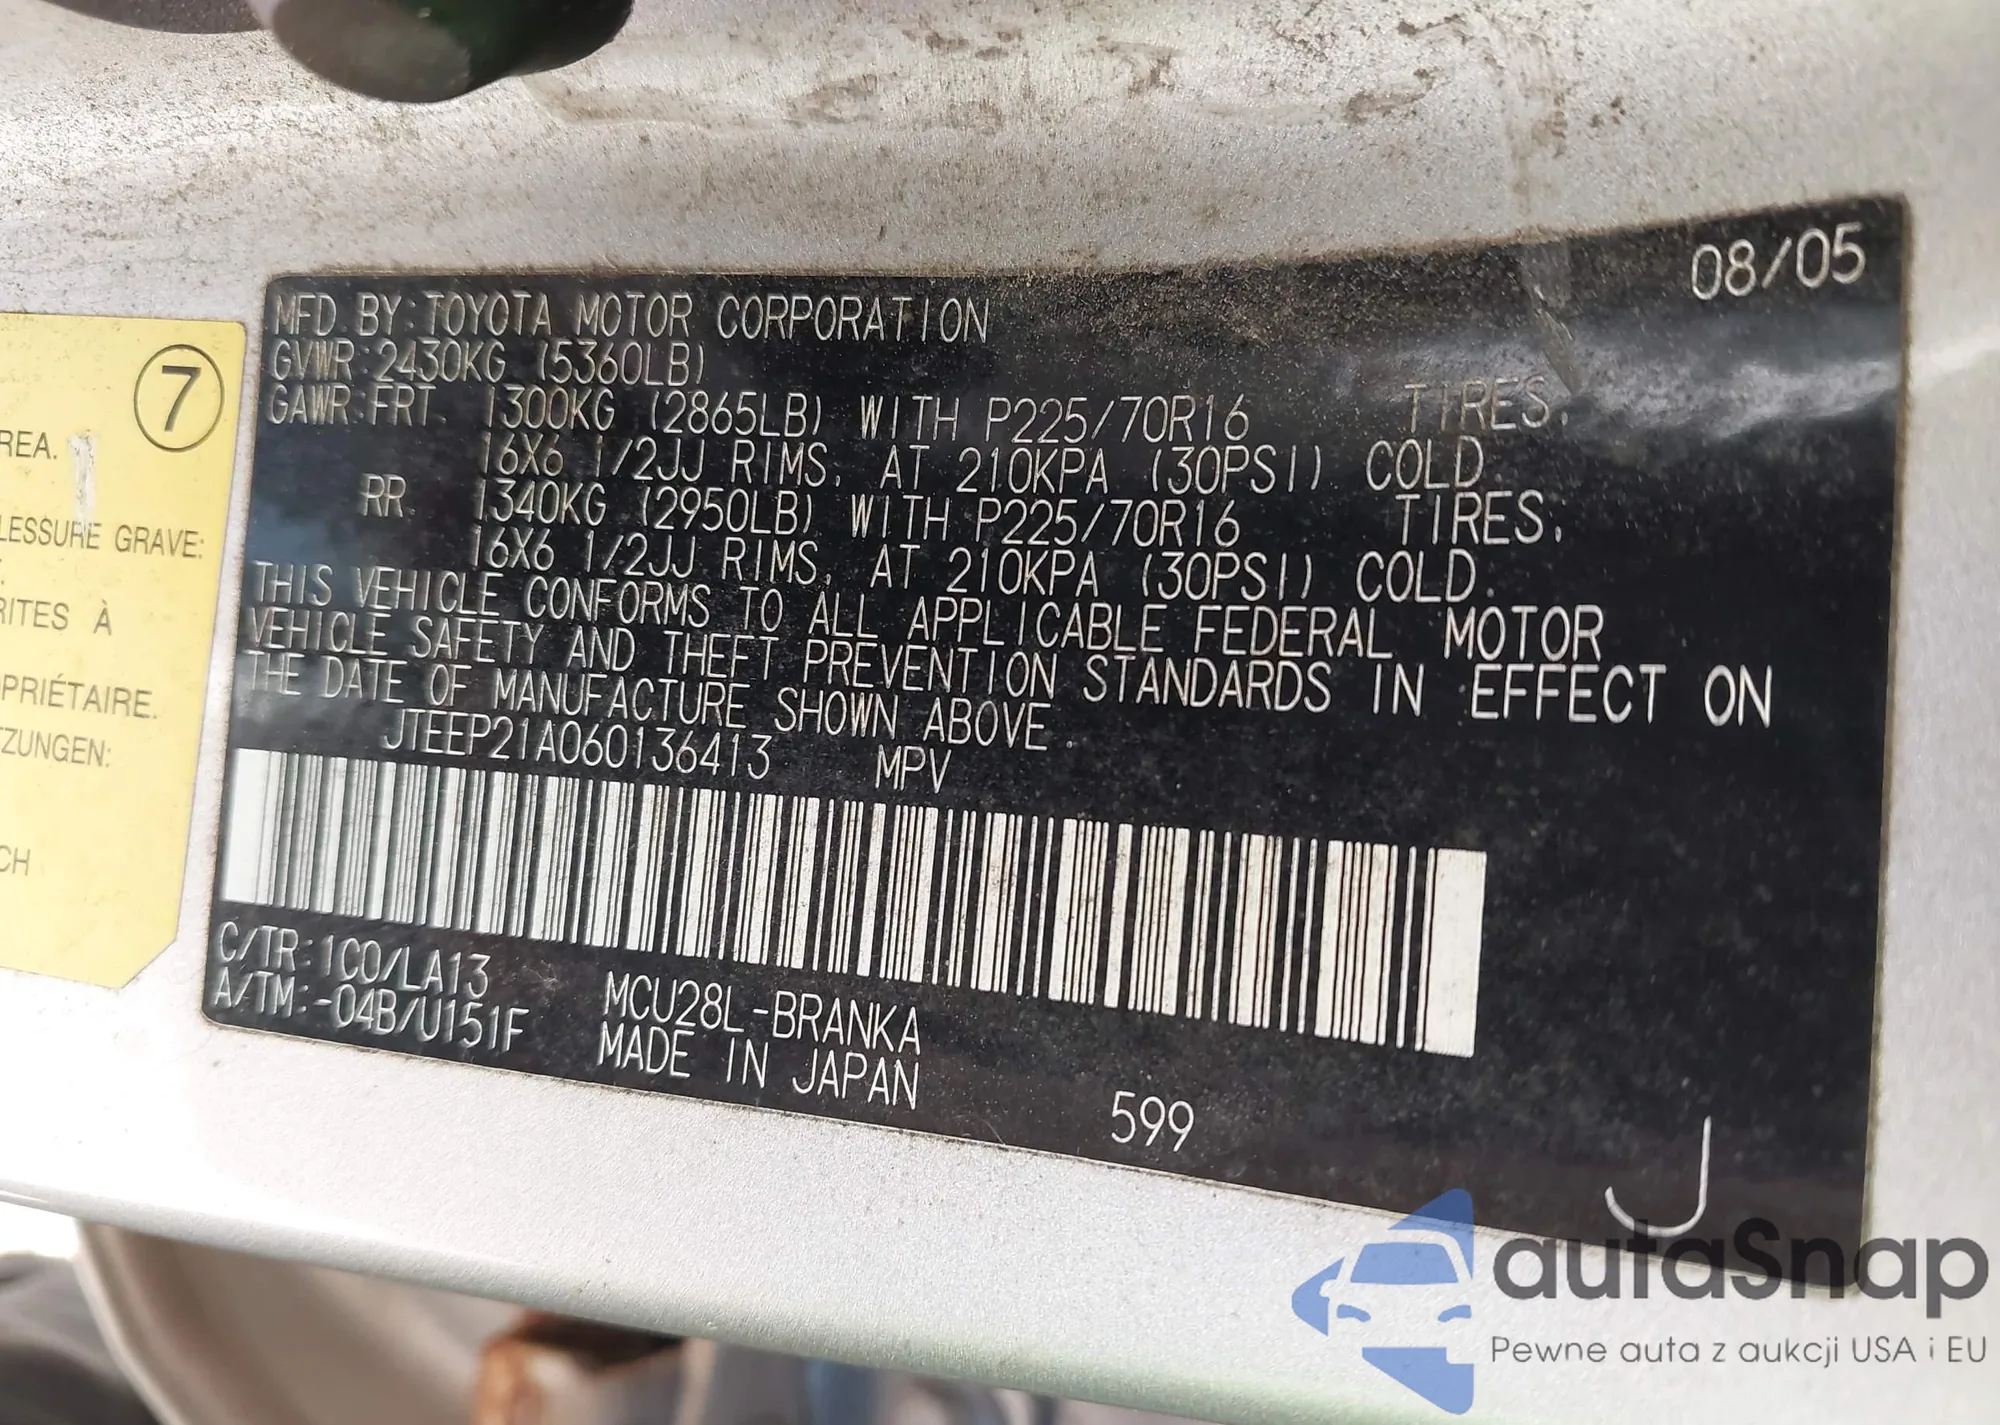 08/05
MFD. BY: TOYOTA MOTOR CORPORATION
GVWR: 2430KG (5360LB)
GAWR: FRT. 1300KG (2865LB) WITH P225/70R16 TIRES,
16X6 1/2JJ RIMS, AT 210KPA (30PSI) COLD.
RR. 1340KG (2950LB) WITH P225/70R16 TIRES,
16X6 1/2JJ RIMS, AT 210KPA (30PSI) COLD.
THIS VEHICLE CONFORMS TO ALL APPLICABLE FEDERAL MOTOR
VEHICLE SAFETY AND THEFT PREVENTION STANDARDS IN EFFECT ON
THE DATE OF MANUFACTURE SHOWN ABOVE.
JTEEP21A060136413 MPV
C/TR: 1C0/LA13 MCU28L-BRANKA
A/TM: -04B/U151F MADE IN JAPAN
599
J
7
REA.
LESSURE GRAVE:
RITES À
OPRIÉTAIRE.
TZUNGEN:
CH
autaSnap
Pewne auta z aukcji USA i EU